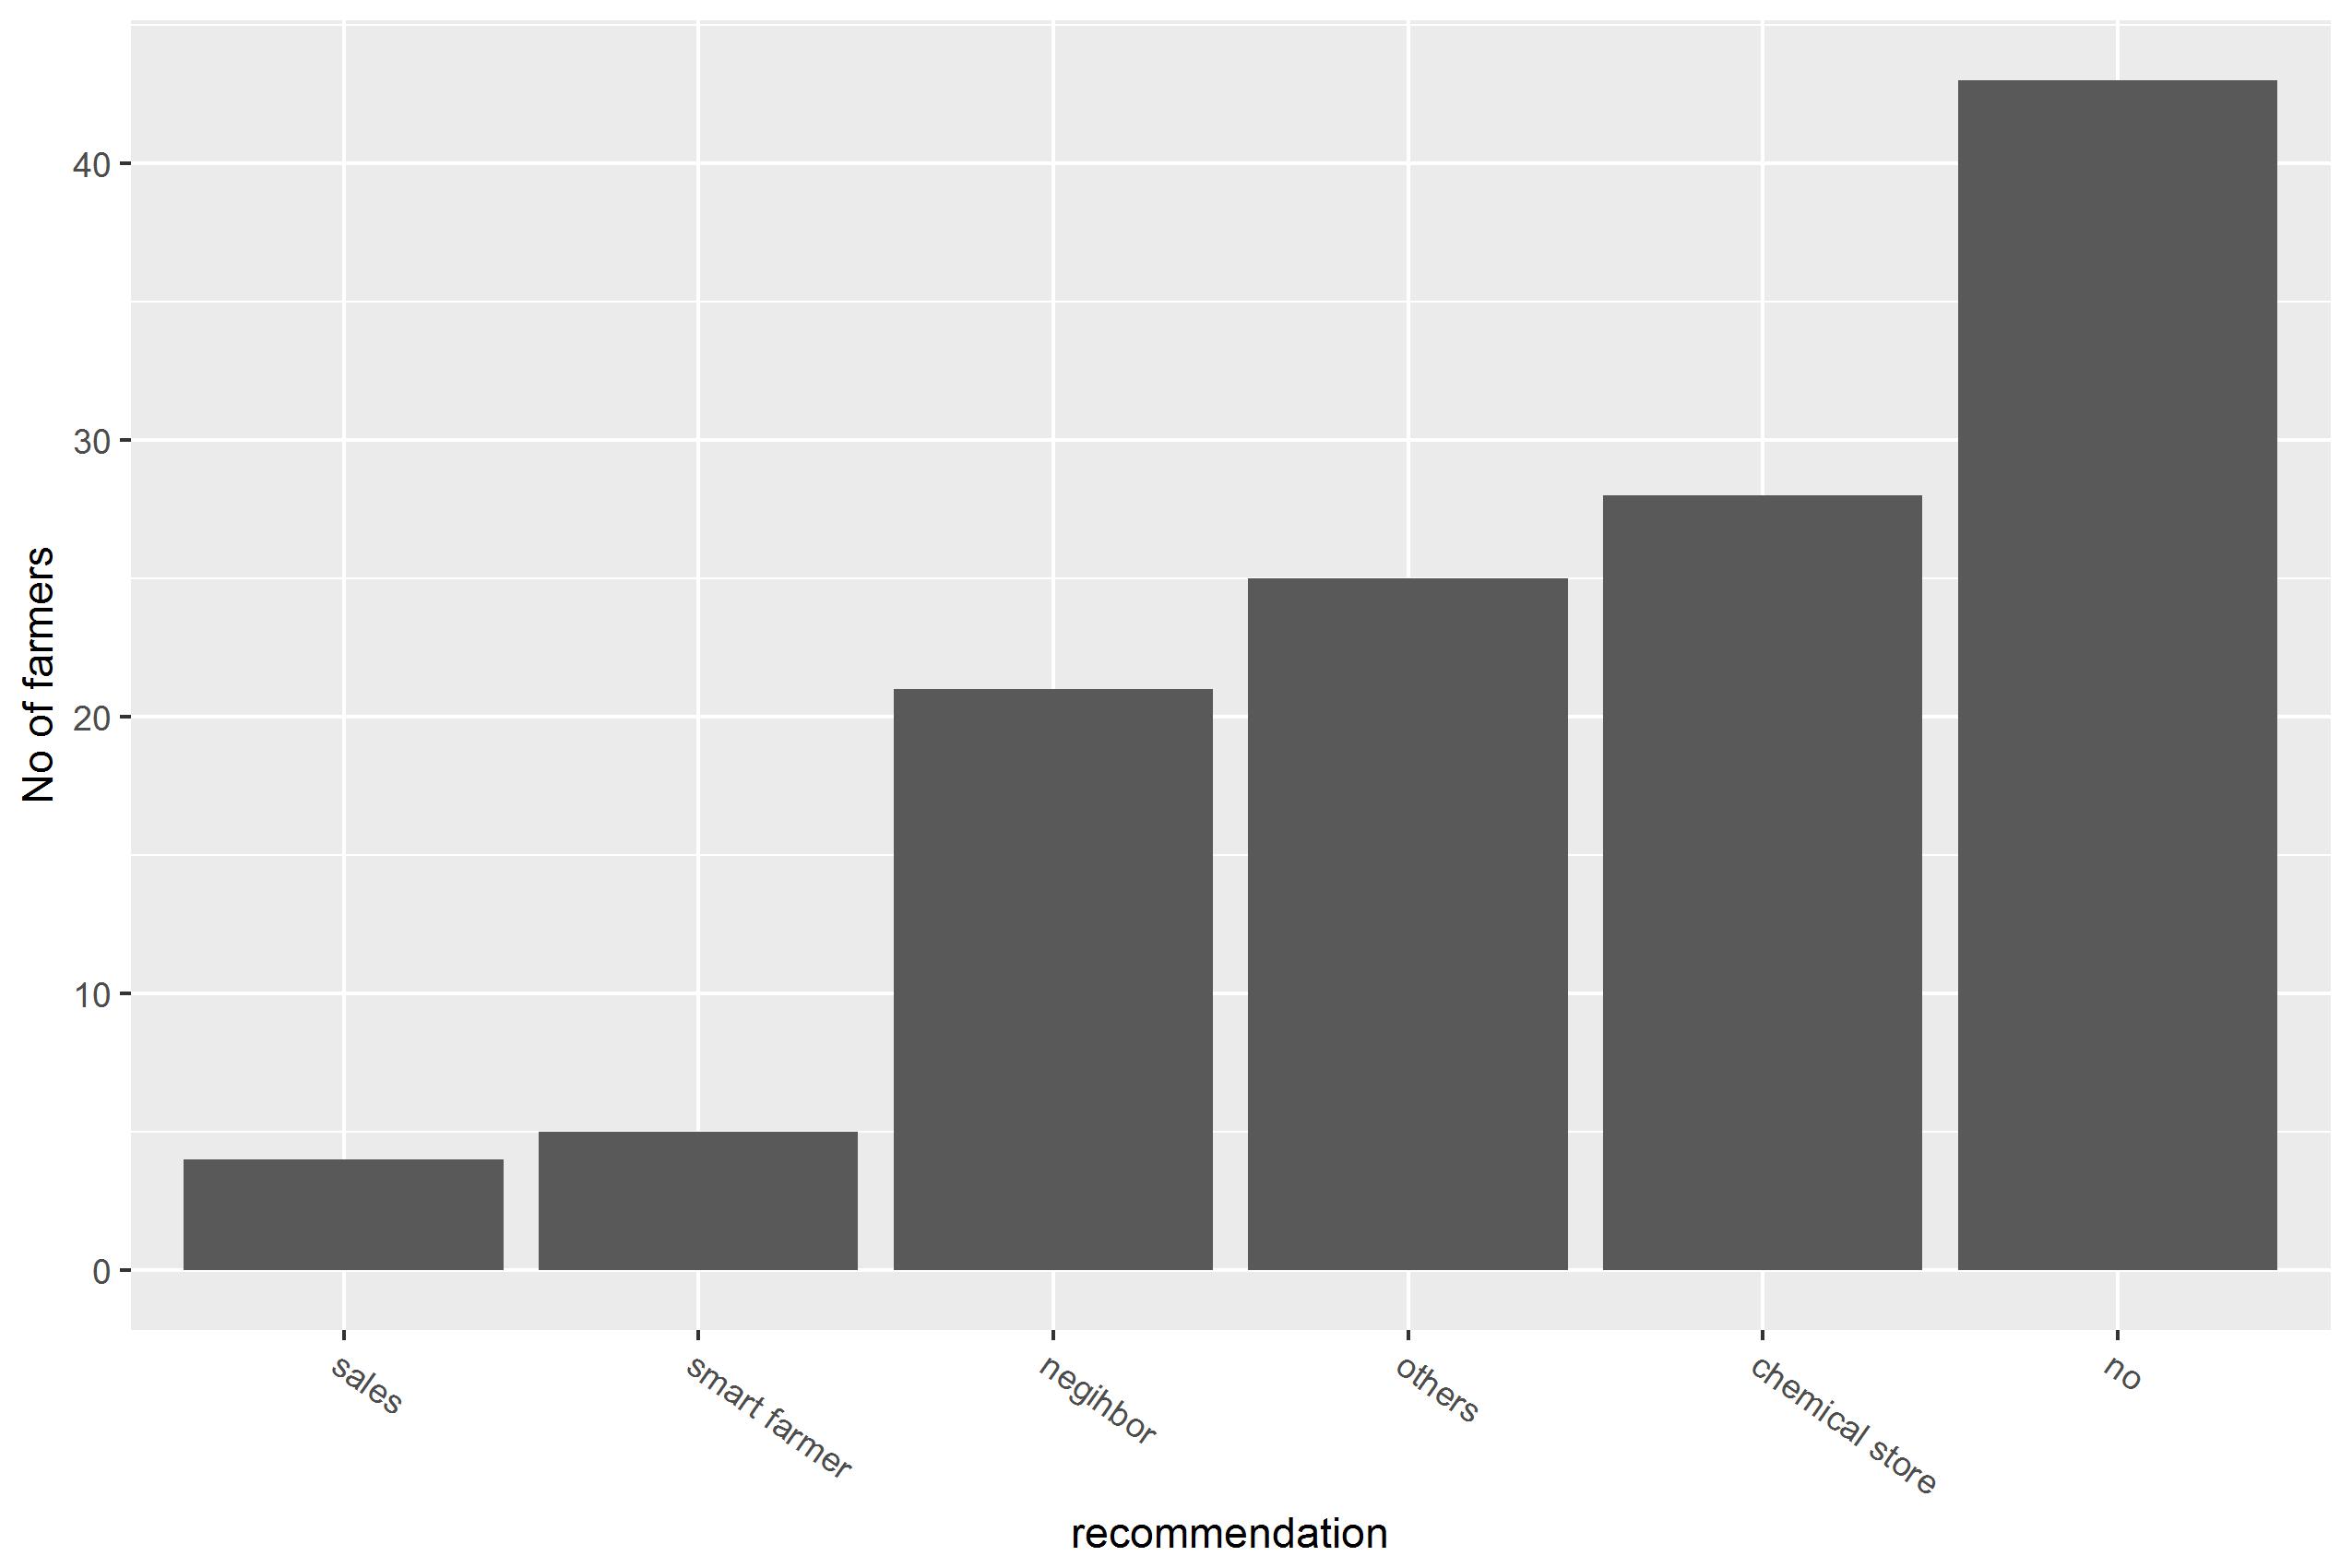 No of farmers
40
30
20
10
0
sales
smart farmer
negihbor
others
chemical store
no
recommendation